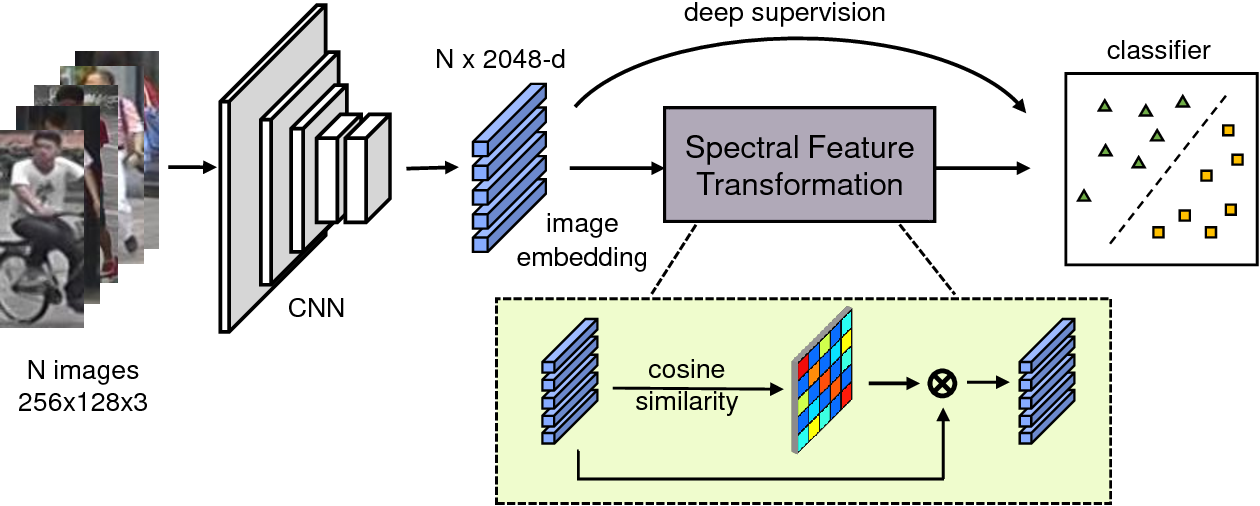 deep supervision
N x 2048-d
classifier
Spectral Feature
Transformation
image
embedding
CNN
N images
256x128x3
cosine
similarity